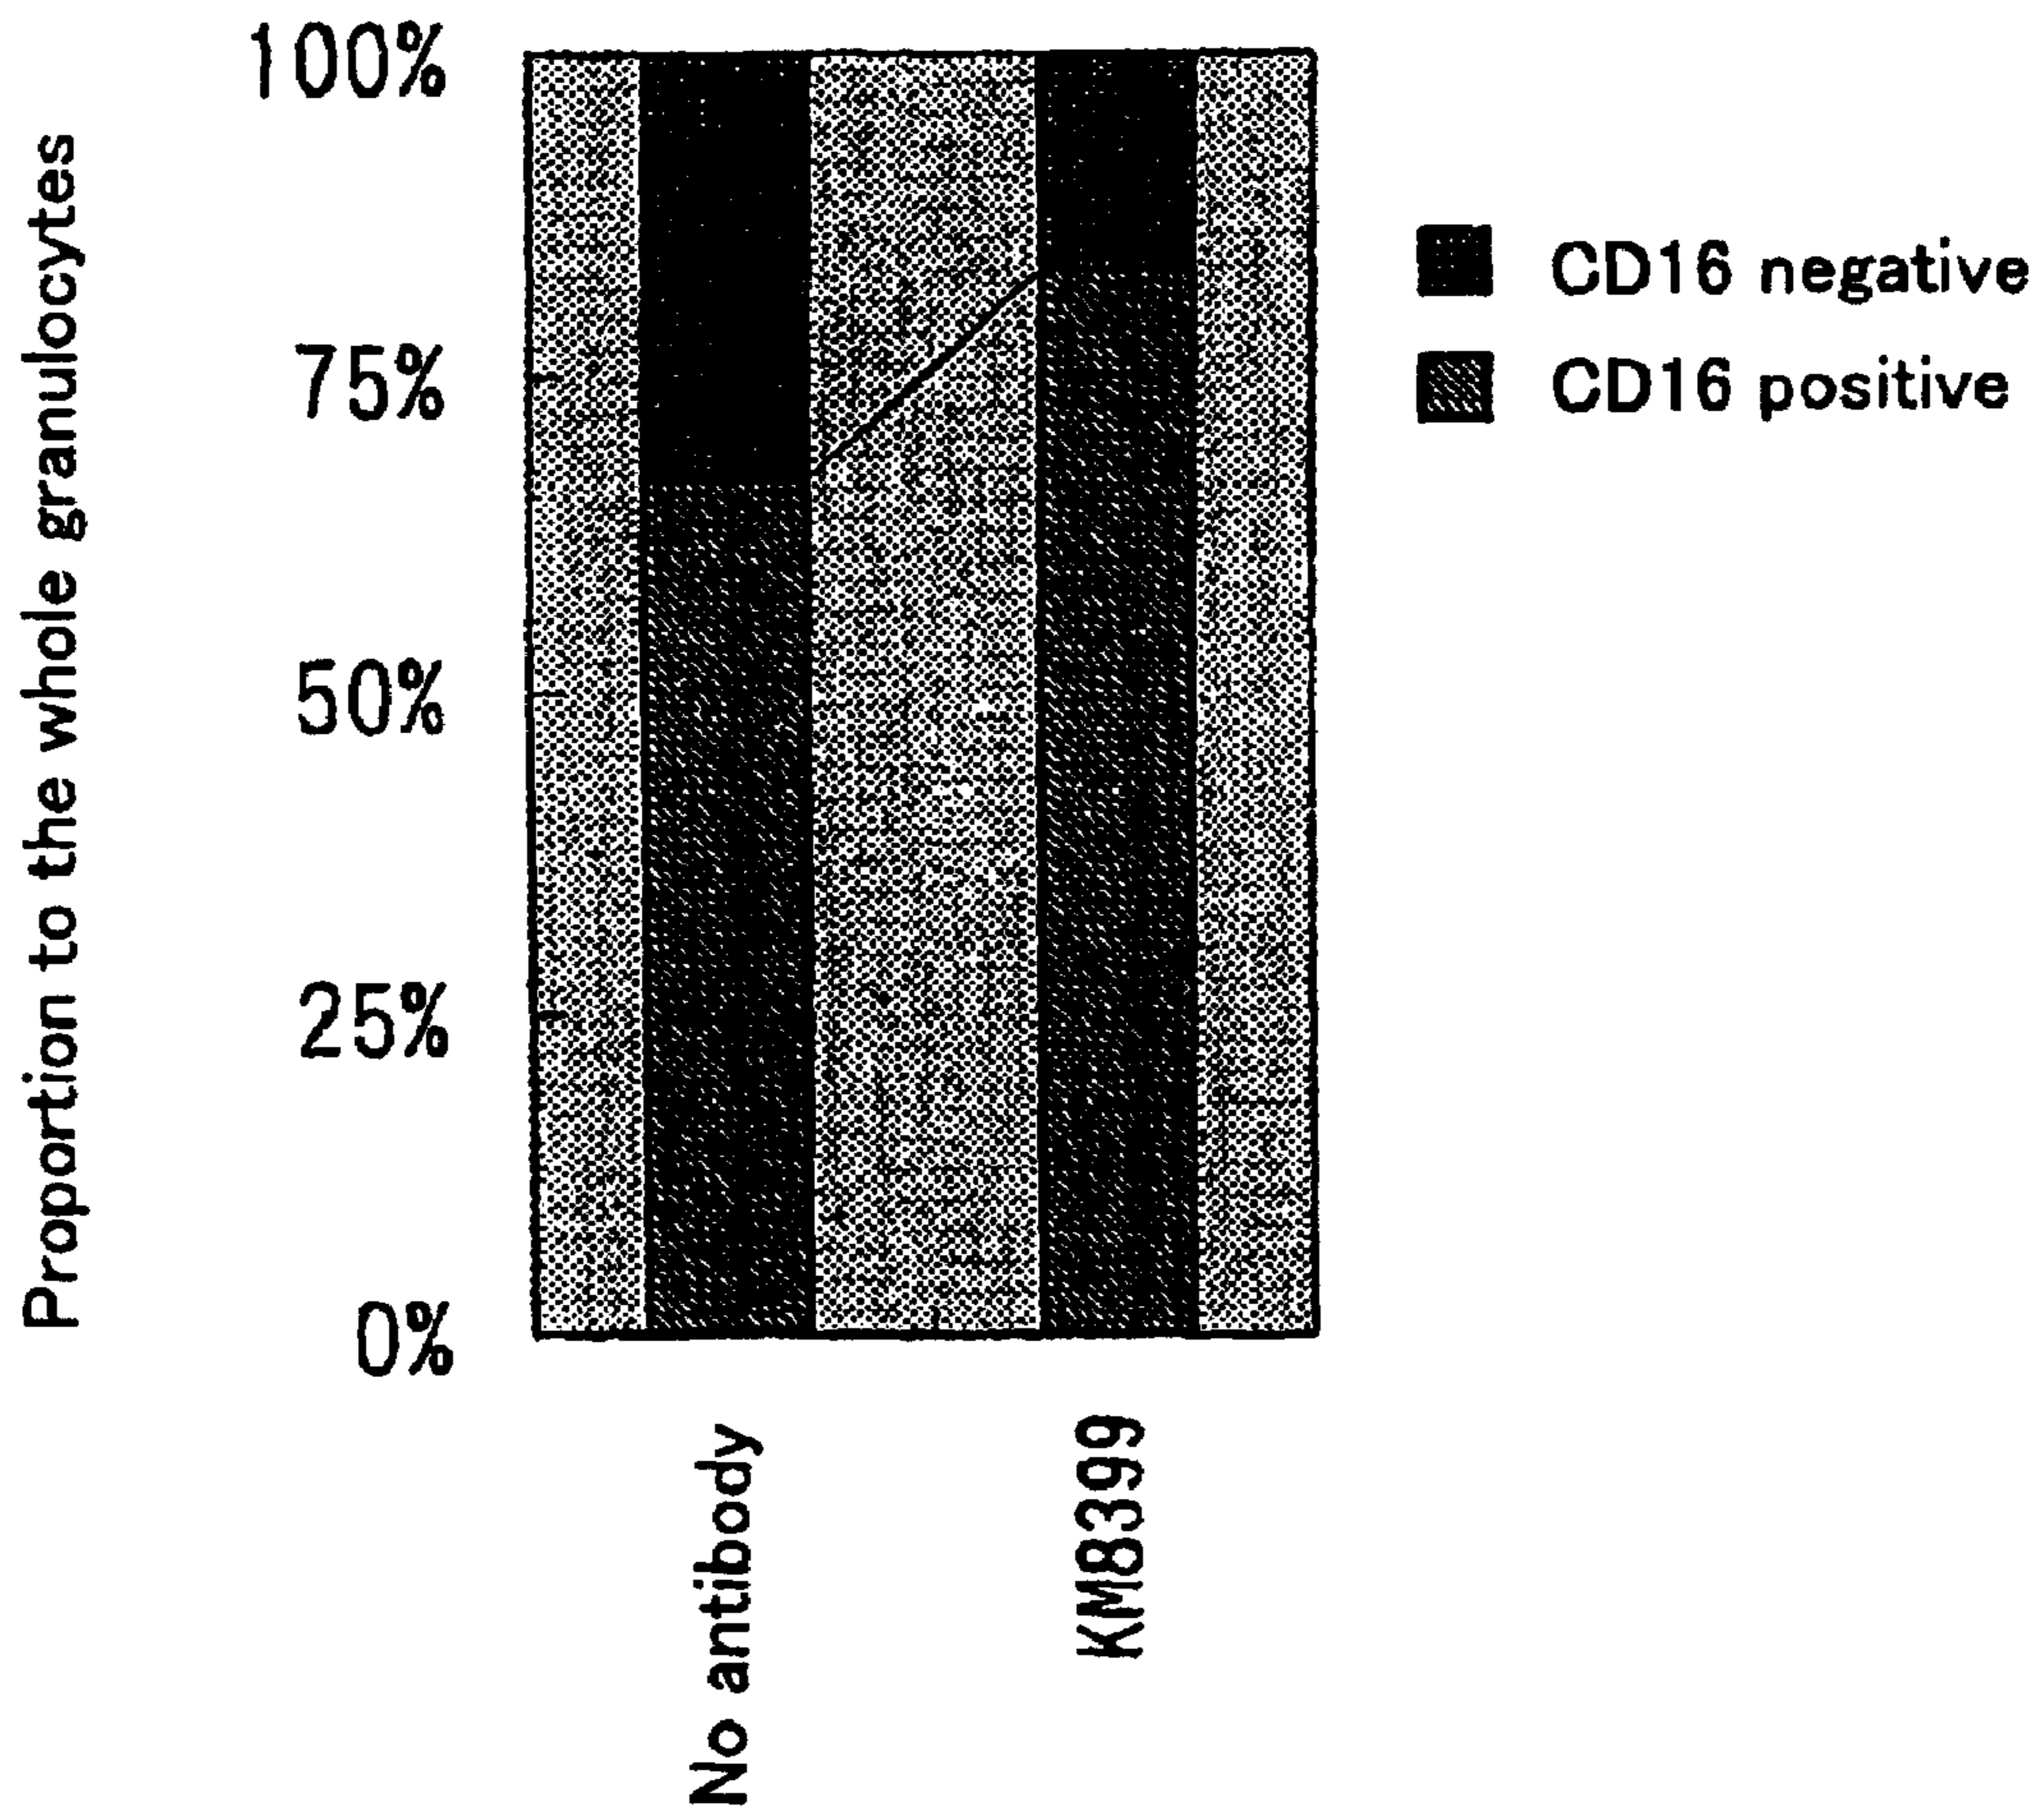 Proportion to the whole granulocytes
100%
75%
50%
25%
0%
No antibody
KM8399
CD16 negative
CD16 positive